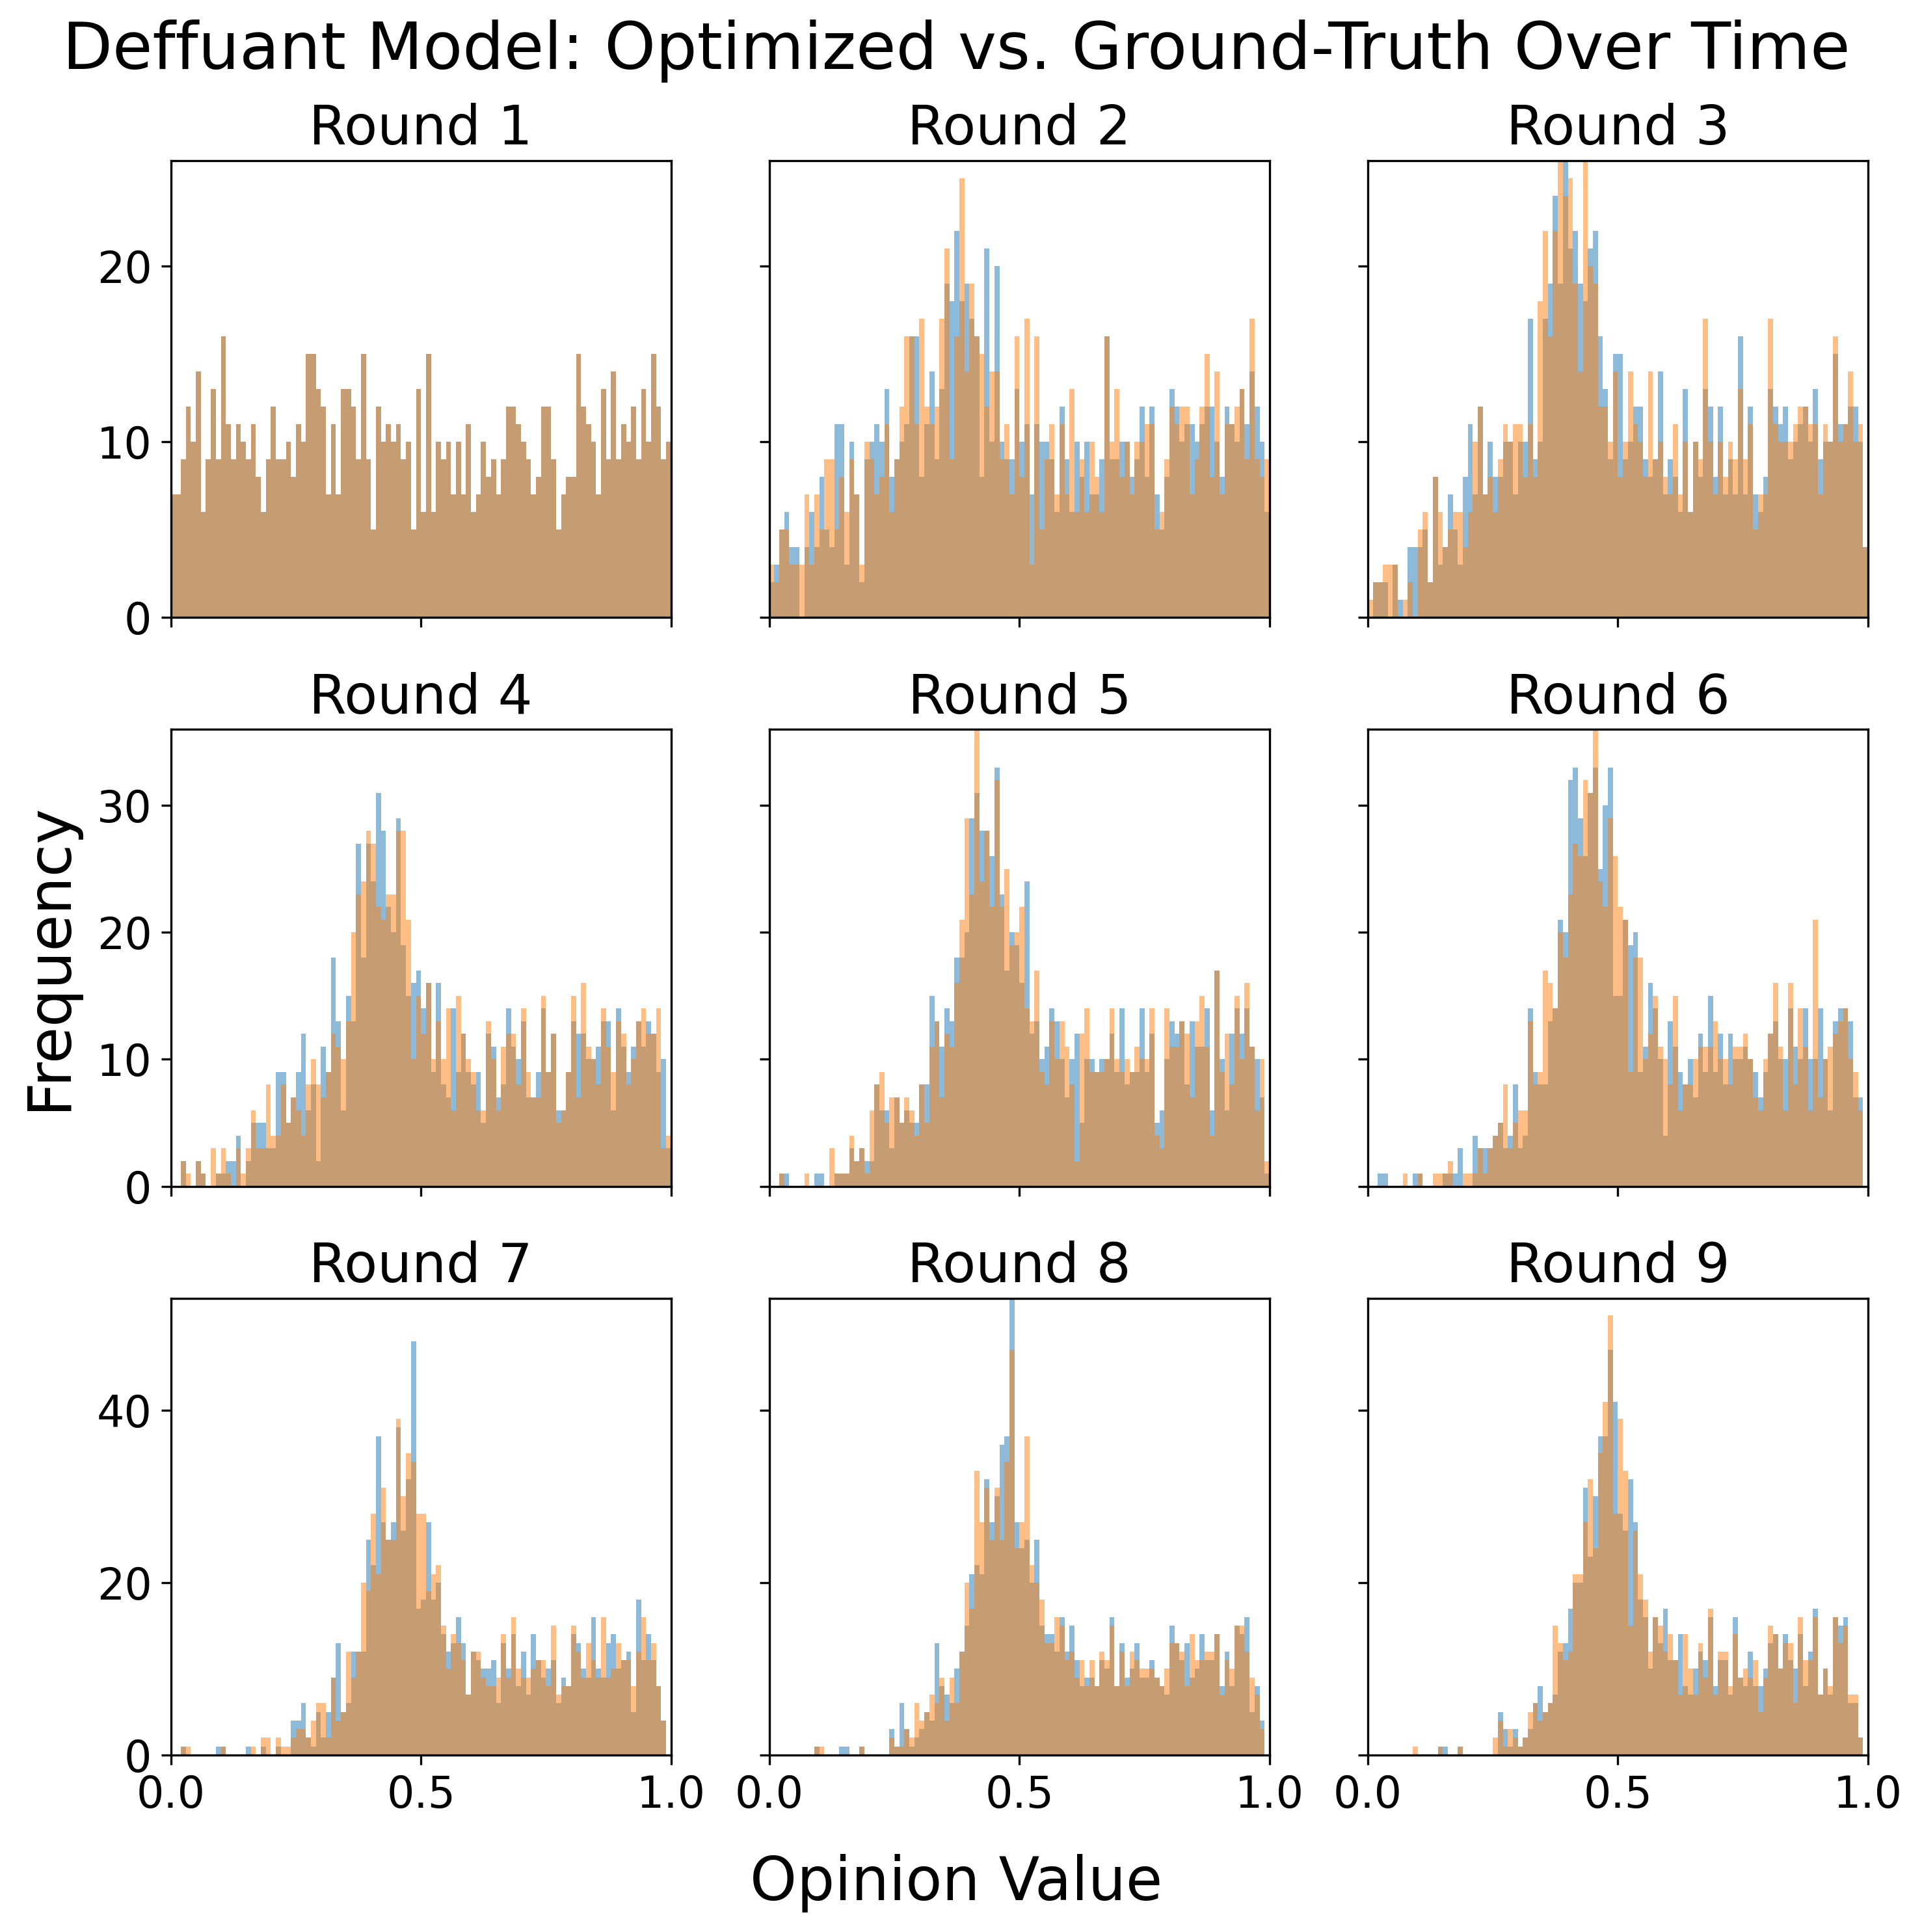 Deffuant Model: Optimized vs. Ground-Truth Over Time
Round 1
Round 2
Round 3
20
10
0
Round 4
Round 5
Round 6
Frequency
30
20
10
0
Round 7
Round 8
Round 9
40
20
0
0.0 0.5 1.0 0.0 0.5 1.0 0.0 0.5 1.0
Opinion Value